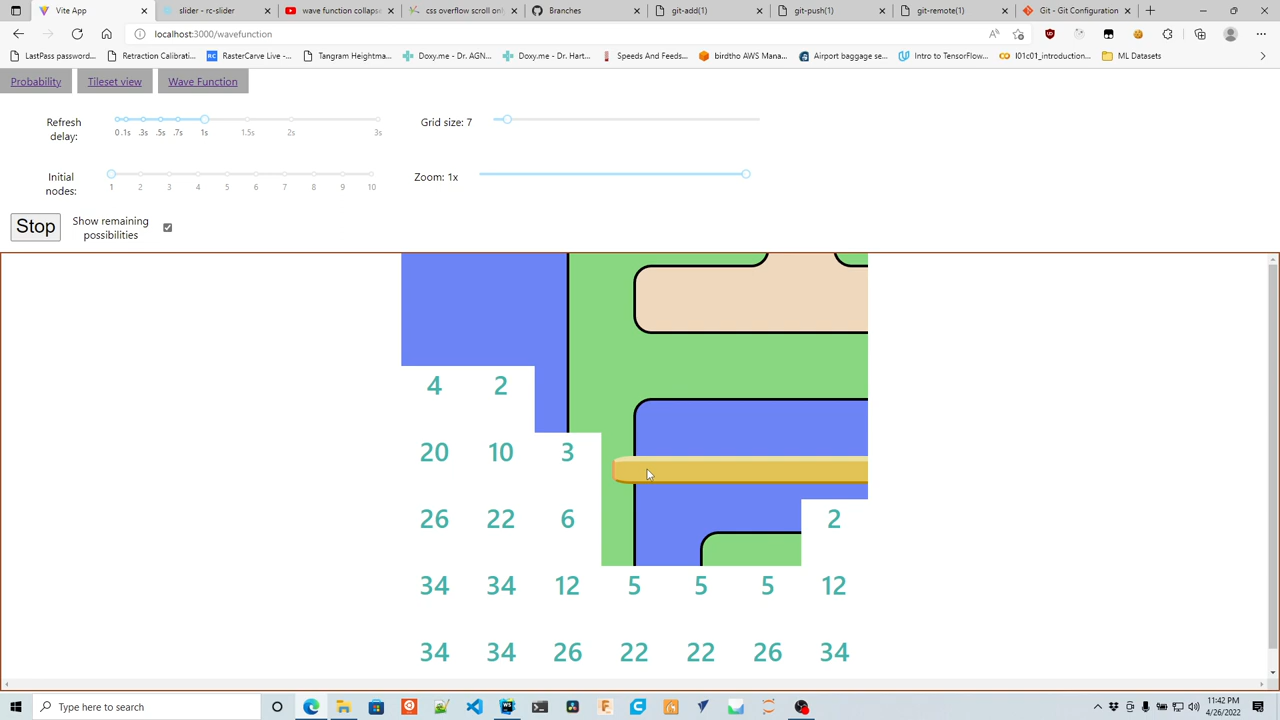 Vite App
slider - rc-slider
wave function collapse
css overflow scroll only
Branches
git-add(1)
git-push(1)
git-remote(1)
Git - Git Configuration
localhost:3000/wavefunction
LastPass password...
Retraction Calibrati...
RasterCarve Live -...
Tangram Heightma...
Doxy.me - Dr. AGN...
Doxy.me - Dr. Hart...
Speeds And Feeds...
birdtho AWS Mana...
Airport baggage se...
Intro to TensorFlow...
l01c01_introduction...
ML Datasets
Probability
Tileset view
Wave Function
Refresh delay:
0 .1s .3s .5s .7s 1s 1.5s 2s 3s
Grid size: 7
Initial nodes:
1 2 3 4 5 6 7 8 9 10
Zoom: 1x
Stop
Show remaining possibilities
4 2
20 10 3
26 22 6 2
34 34 12 5 5 5 12
34 34 26 22 22 26 34
Type here to search
11:42 PM
4/26/2022